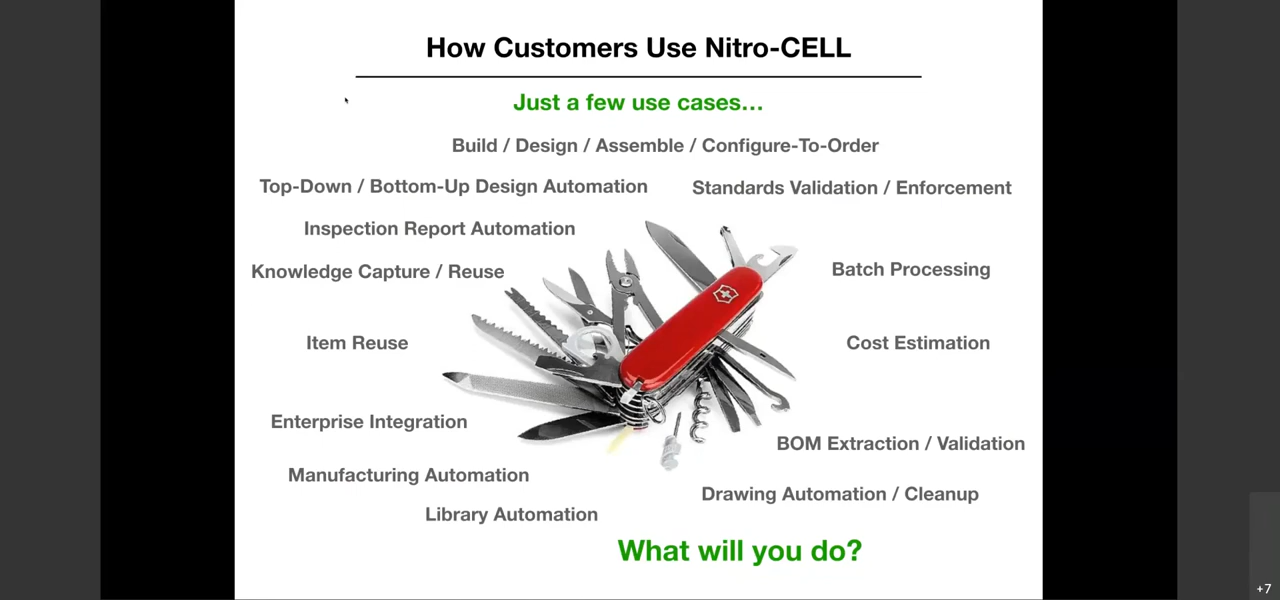 How Customers Use Nitro-CELL
Just a few use cases…
Build / Design / Assemble / Configure-To-Order
Top-Down / Bottom-Up Design Automation
Standards Validation / Enforcement
Inspection Report Automation
Knowledge Capture / Reuse
Batch Processing
Item Reuse
Cost Estimation
Enterprise Integration
BOM Extraction / Validation
Manufacturing Automation
Drawing Automation / Cleanup
Library Automation
What will you do?
+7